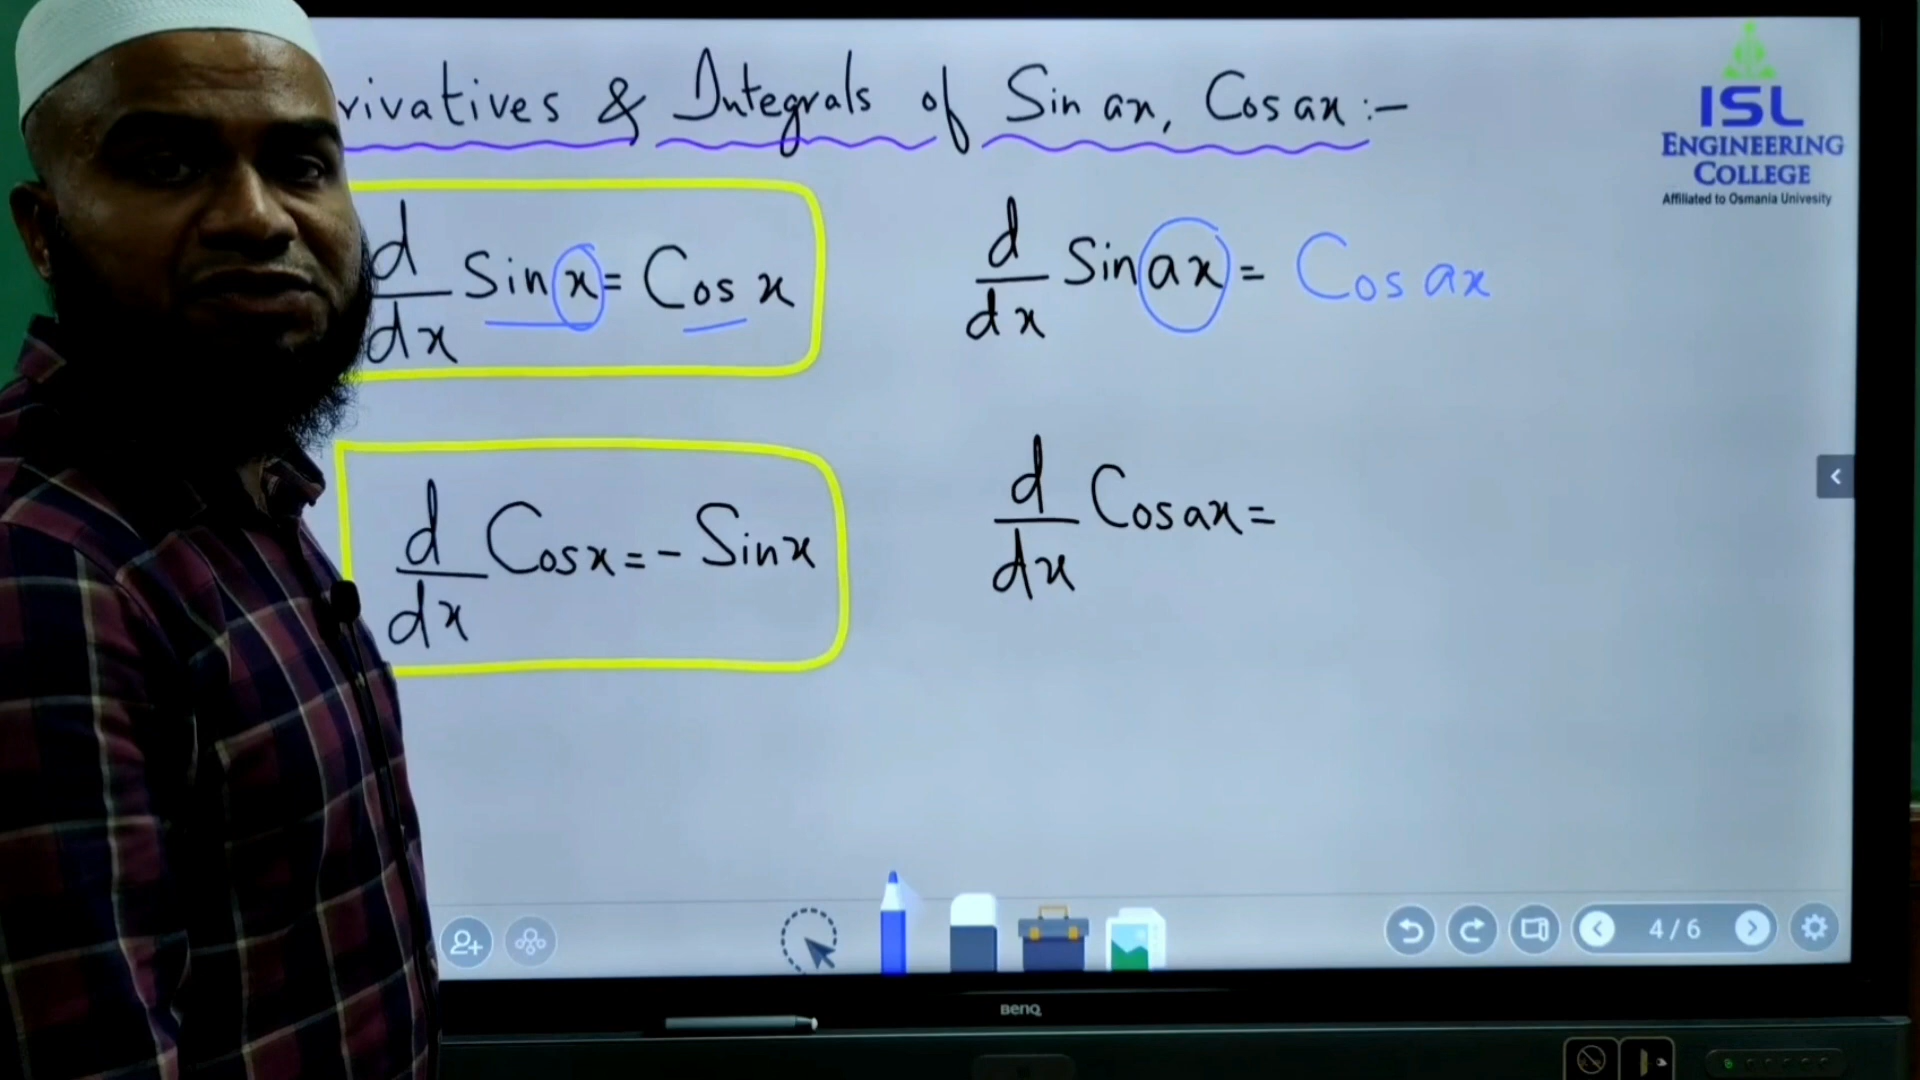 rivatives & Integrals of Sin ax, Cos ax :-
ISL
ENGINEERING
COLLEGE
Affiliated to Osmania Univesity
d/dx Sin x = Cos x
d/dx Sin ax = Cos ax
d/dx Cos x = - Sin x
d/dx Cos ax =
4/6
BenQ